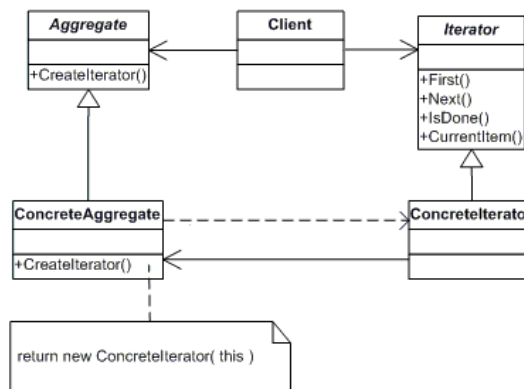 Aggregate
Client
Iterator
+CreateIterator()
+First()
+Next()
+IsDone()
+CurrentItem()
ConcreteAggregate
ConcreteIterato
+CreateIterator()
return new ConcreteIterator( this )